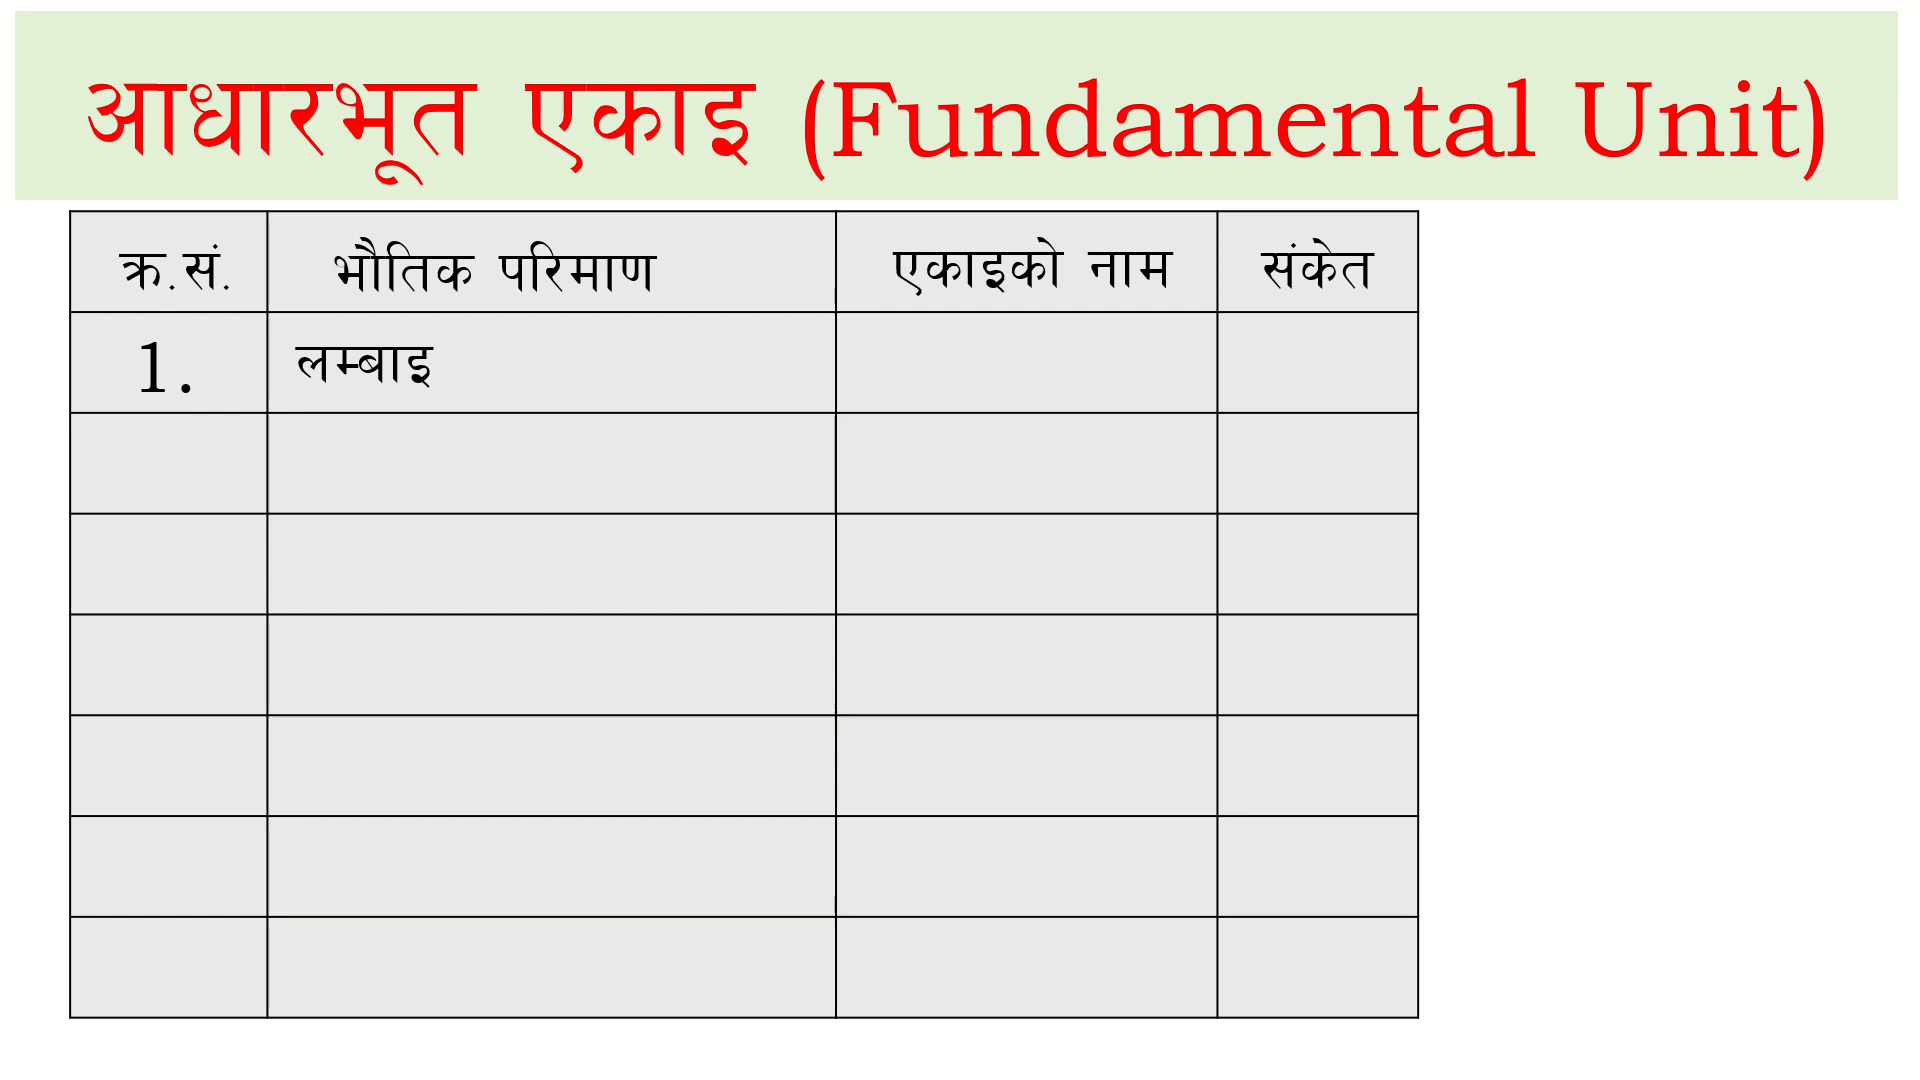 आधारभूत एकाइ (Fundamental Unit)
क्र.सं. भौतिक परिमाण एकाइको नाम संकेत
1. लम्बाइ